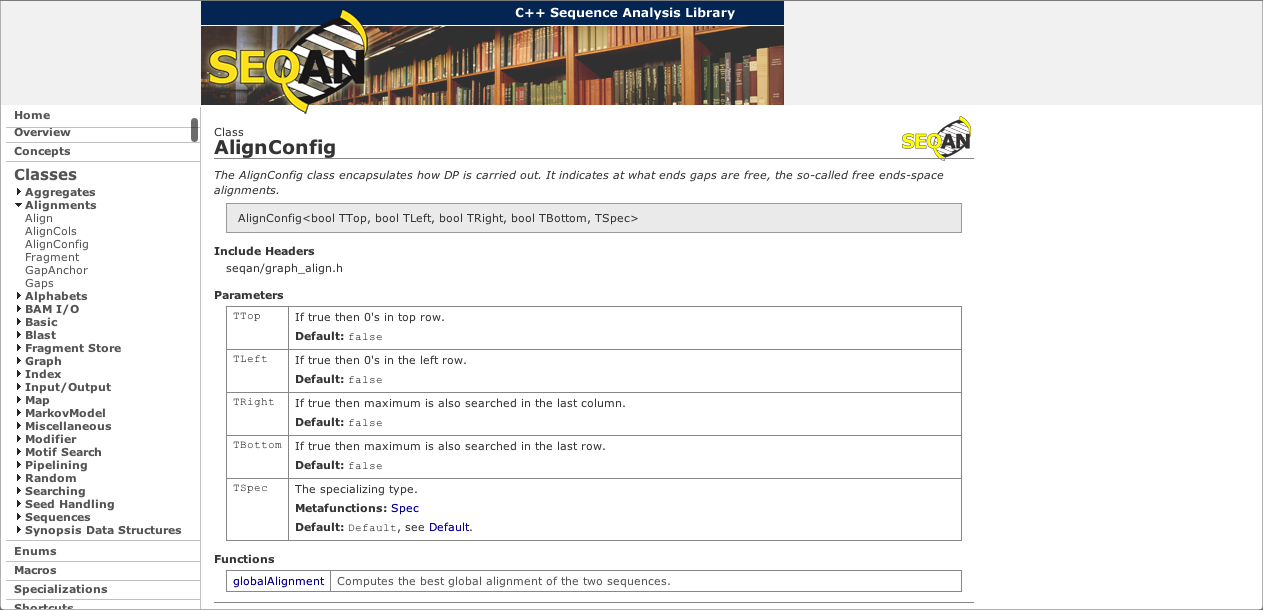 C++ Sequence Analysis Library
SEQAN
Home
Overview
Concepts
Classes
Aggregates
Alignments
Align
AlignCols
AlignConfig
Fragment
GapAnchor
Gaps
Alphabets
BAM I/O
Basic
Blast
Fragment Store
Graph
Index
Input/Output
Map
MarkovModel
Miscellaneous
Modifier
Motif Search
Pipelining
Random
Searching
Seed Handling
Sequences
Synopsis Data Structures
Enums
Macros
Specializations
Shortcuts
Class
AlignConfig
SEQAN
The AlignConfig class encapsulates how DP is carried out. It indicates at what ends gaps are free, the so-called free ends-space
alignments.
AlignConfig<bool TTop, bool TLeft, bool TRight, bool TBottom, TSpec>
Include Headers
seqan/graph_align.h
Parameters
TTop If true then 0's in top row.
Default: false
TLeft If true then 0's in the left row.
Default: false
TRight If true then maximum is also searched in the last column.
Default: false
TBottom If true then maximum is also searched in the last row.
Default: false
TSpec The specializing type.
Metafunctions: Spec
Default: Default, see Default.
Functions
globalAlignment Computes the best global alignment of the two sequences.